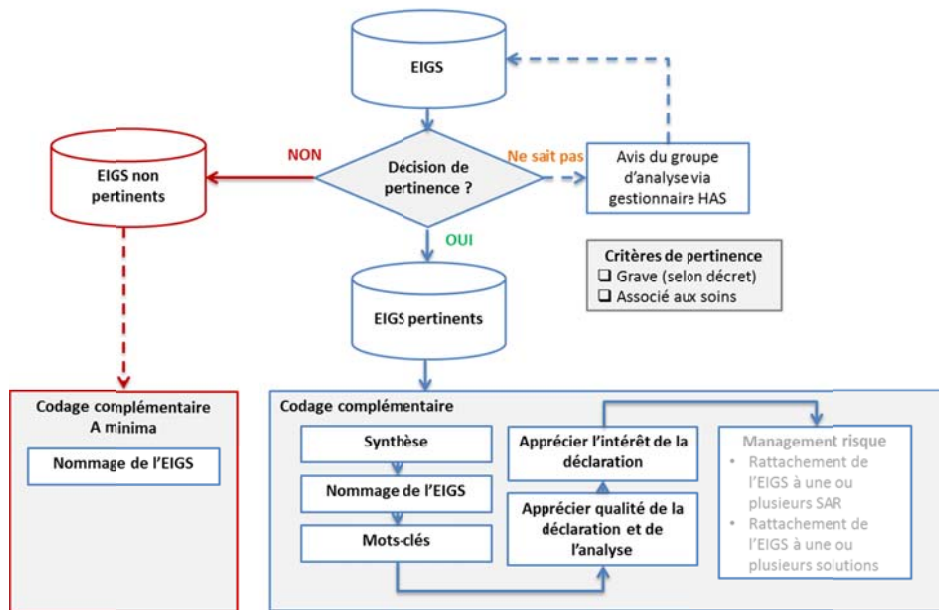 EIGS
NON
Décision de
pertinence ?
Ne sait pas
Avis du groupe
d'analyse via
gestionnaire HAS
EIGS non
pertinents
OUI
Critères de pertinence
❑ Grave (selon décret)
❑ Associé aux soins
EIGS pertinents
Codage complémentaire
A minima
Nommage de l'EIGS
Codage complémentaire
Synthèse
Nommage de l'EIGS
Mots-clés
Apprécier l'intérêt de la
déclaration
Apprécier qualité de la
déclaration et de
l'analyse
Management risque
• Rattachement de
l'EIGS à une ou
plusieurs SAR
• Rattachement de
l'EIGS à une ou
plusieurs solutions